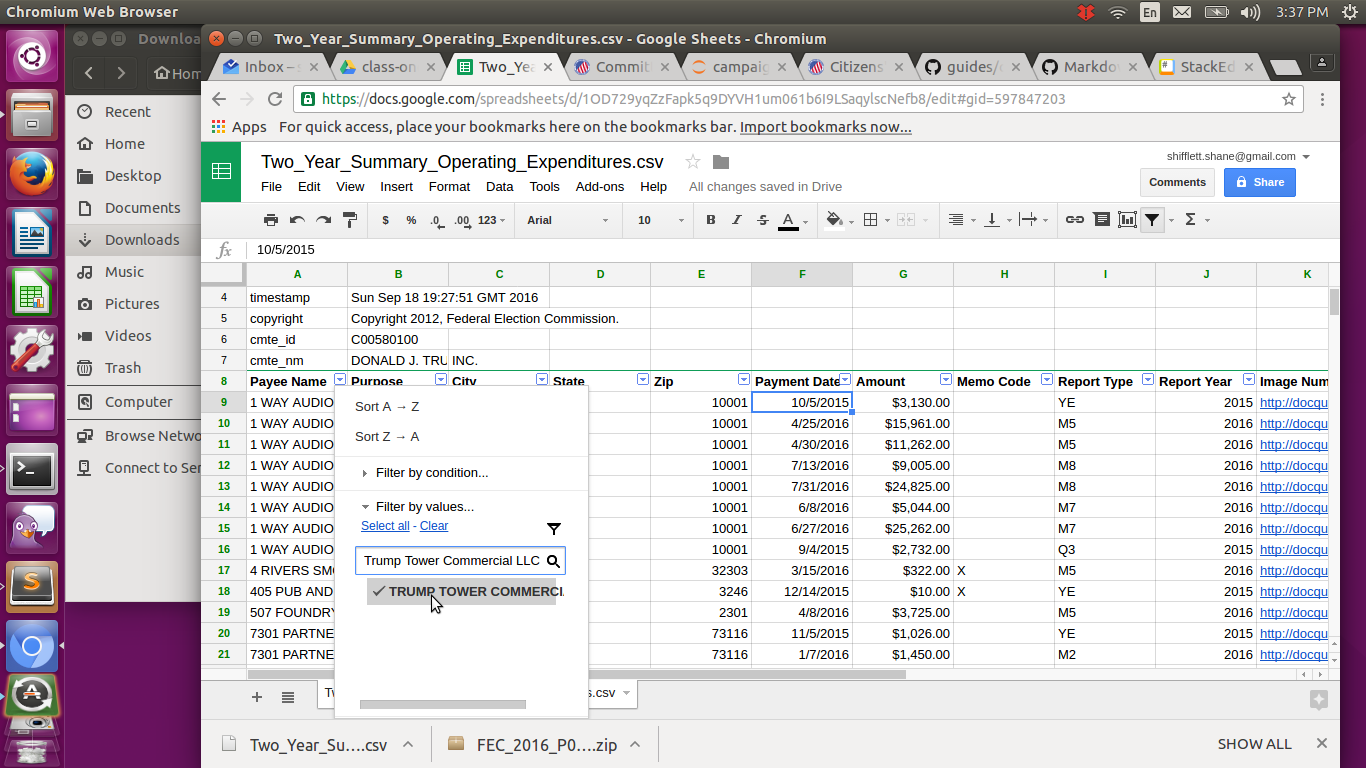 Chromium Web Browser
En
3:37 PM
Downloa
Hom
Recent
Home
Desktop
Documents
Downloads
Music
Pictures
Videos
Trash
Computer
Browse Netwo
Connect to Ser
Two_Year_Summary_Operating_Expenditures.csv - Google Sheets - Chromium
Inbox – s
class-on
Two_Yea
Commit
campaig
Citizens
guides/c
Markdo
StackEd
https://docs.google.com/spreadsheets/d/1OD729yqZzFapk5q9DYVH1um061b6I9LSaqylscNefb8/edit#gid=597847203
Apps For quick access, place your bookmarks here on the bookmarks bar. Import bookmarks now...
Two_Year_Summary_Operating_Expenditures.csv
shifflett.shane@gmail.com
File Edit View Insert Format Data Tools Add-ons Help All changes saved in Drive
Comments
Share
$ % .0 .00 123 Arial 10 B I S A Σ
fx 10/5/2015
A B C D E F G H I J K
4 timestamp Sun Sep 18 19:27:51 GMT 2016
5 copyright Copyright 2012, Federal Election Commission.
6 cmte_id C00580100
7 cmte_nm DONALD J. TRU INC.
8 Payee Name Purpose City State Zip Payment Date Amount Memo Code Report Type Report Year Image Num
9 1 WAY AUDIO 10001 10/5/2015 $3,130.00 YE 2015 http://docqu
10 1 WAY AUDIO 10001 4/25/2016 $15,961.00 M5 2016 http://docqu
11 1 WAY AUDIO 10001 4/30/2016 $11,262.00 M5 2016 http://docqu
12 1 WAY AUDIO 10001 7/13/2016 $9,005.00 M8 2016 http://docqu
13 1 WAY AUDIO 10001 7/31/2016 $24,825.00 M8 2016 http://docqu
14 1 WAY AUDIO 10001 6/8/2016 $5,044.00 M7 2016 http://docqu
15 1 WAY AUDIO 10001 6/27/2016 $25,262.00 M7 2016 http://docqu
16 1 WAY AUDIO 10001 9/4/2015 $2,732.00 Q3 2015 http://docqu
17 4 RIVERS SM 32303 3/15/2016 $322.00 X M5 2016 http://docqu
18 405 PUB AND 3246 12/14/2015 $10.00 X YE 2015 http://docqu
19 507 FOUNDRY 2301 4/8/2016 $3,725.00 M5 2016 http://docqu
20 7301 PARTNE 73116 11/5/2015 $1,026.00 YE 2015 http://docqu
21 7301 PARTNE 73116 1/7/2016 $1,450.00 M2 2016 http://docqu
Sort A → Z
Sort Z → A
Filter by condition...
Filter by values...
Select all - Clear
Trump Tower Commercial LLC
TRUMP TOWER COMMERCI
Tw
s.csv
Two_Year_Su....csv
FEC_2016_P0....zip
SHOW ALL